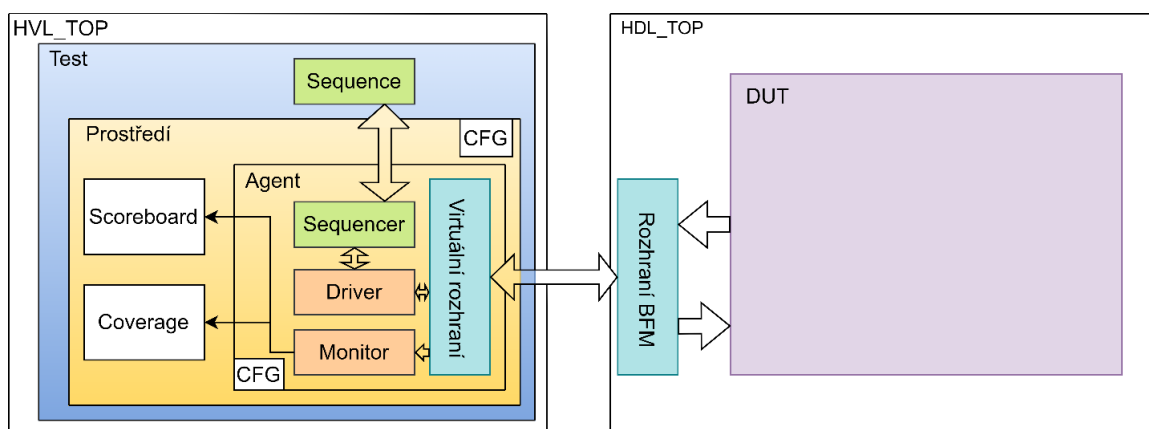 HVL_TOP
Test
Sequence
Prostředí
CFG
Agent
Scoreboard
Sequencer
Virtuální rozhraní
Driver
Coverage
Monitor
CFG
HDL_TOP
DUT
Rozhraní BFM